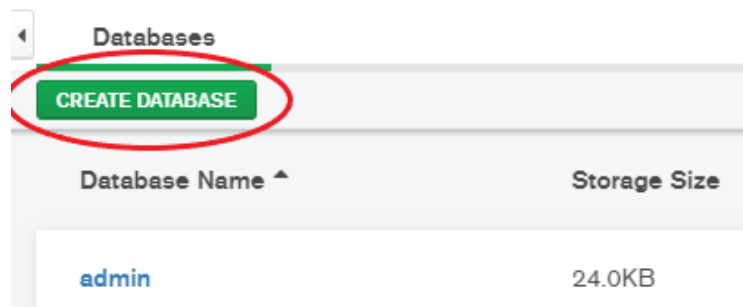 Databases
CREATE DATABASE
Database Name Storage Size
admin 24.0KB